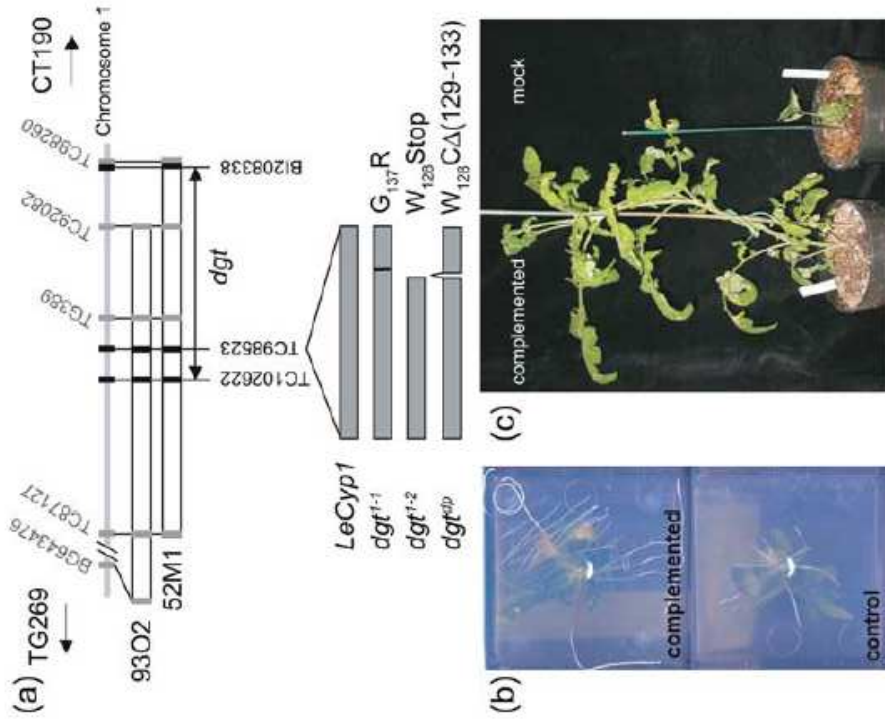 (a)
TG269
CT190
BG643476
TC87127
TG389
TC92082
TC98260
Chromosome 1
93O2
52M1
TC102622
TC98523
BI208338
dgt
LeCyp1
dgt1-1 G137R
dgt1-2 W128Stop
dgtdp W128CΔ(129-133)
(b)
complemented
control
(c)
complemented
mock